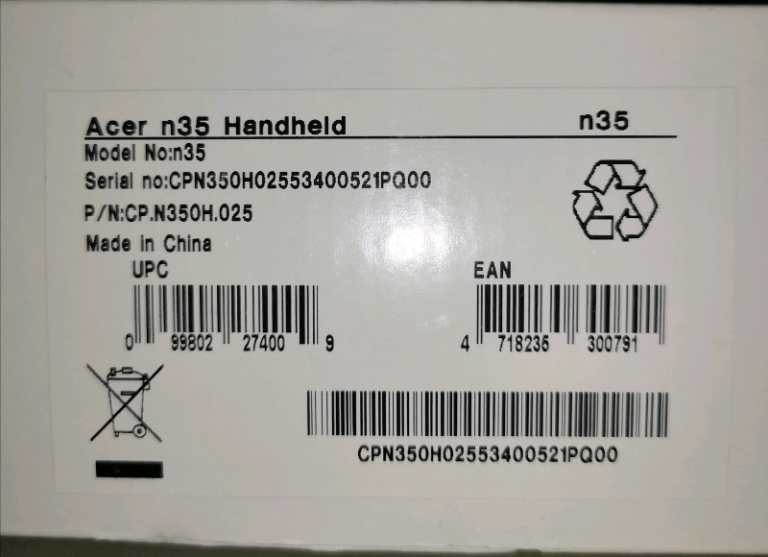 Acer n35 Handheld n35
Model No:n35
Serial no:CPN350H02553400521PQ00
P/N:CP.N350H.025
Made in China
UPC EAN
0 99802 27400 9 4 718235 300791
CPN350H02553400521PQ00